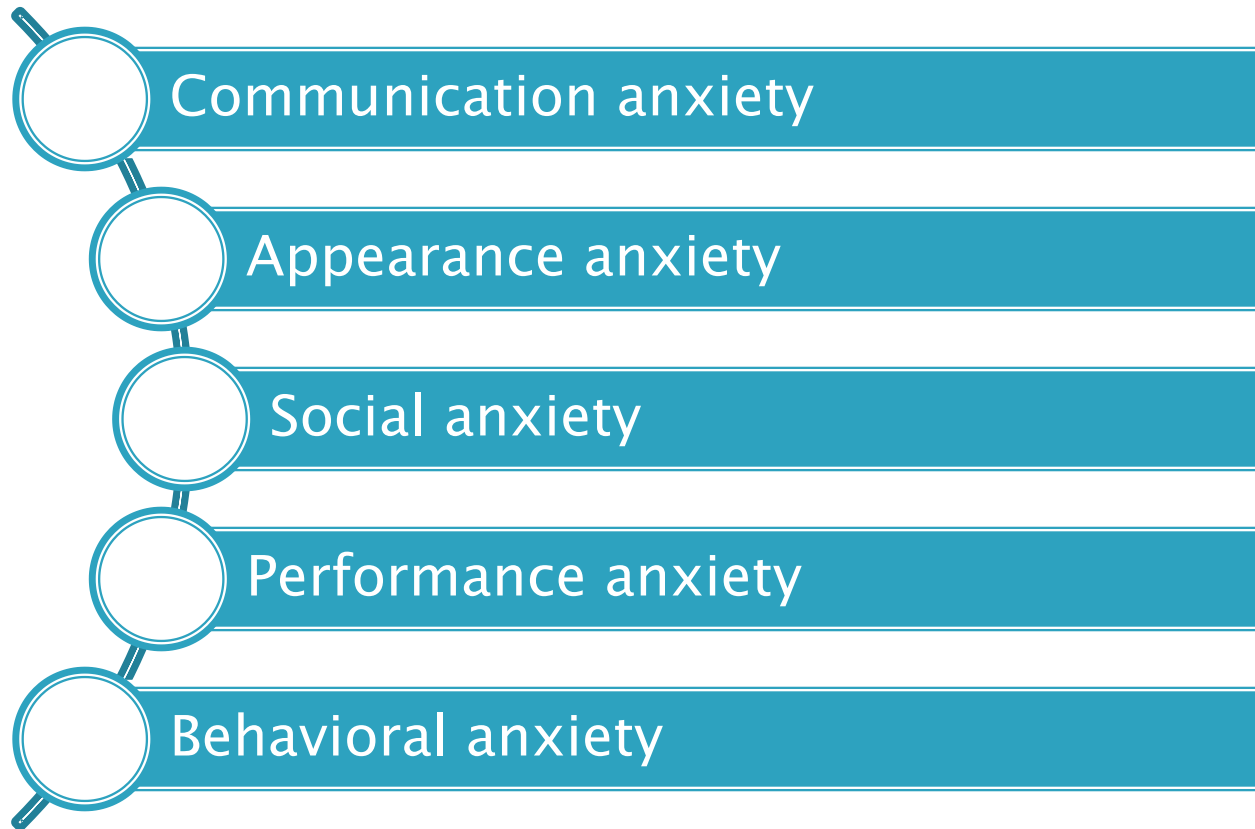 Communication anxiety
Appearance anxiety
Social anxiety
Performance anxiety
Behavioral anxiety